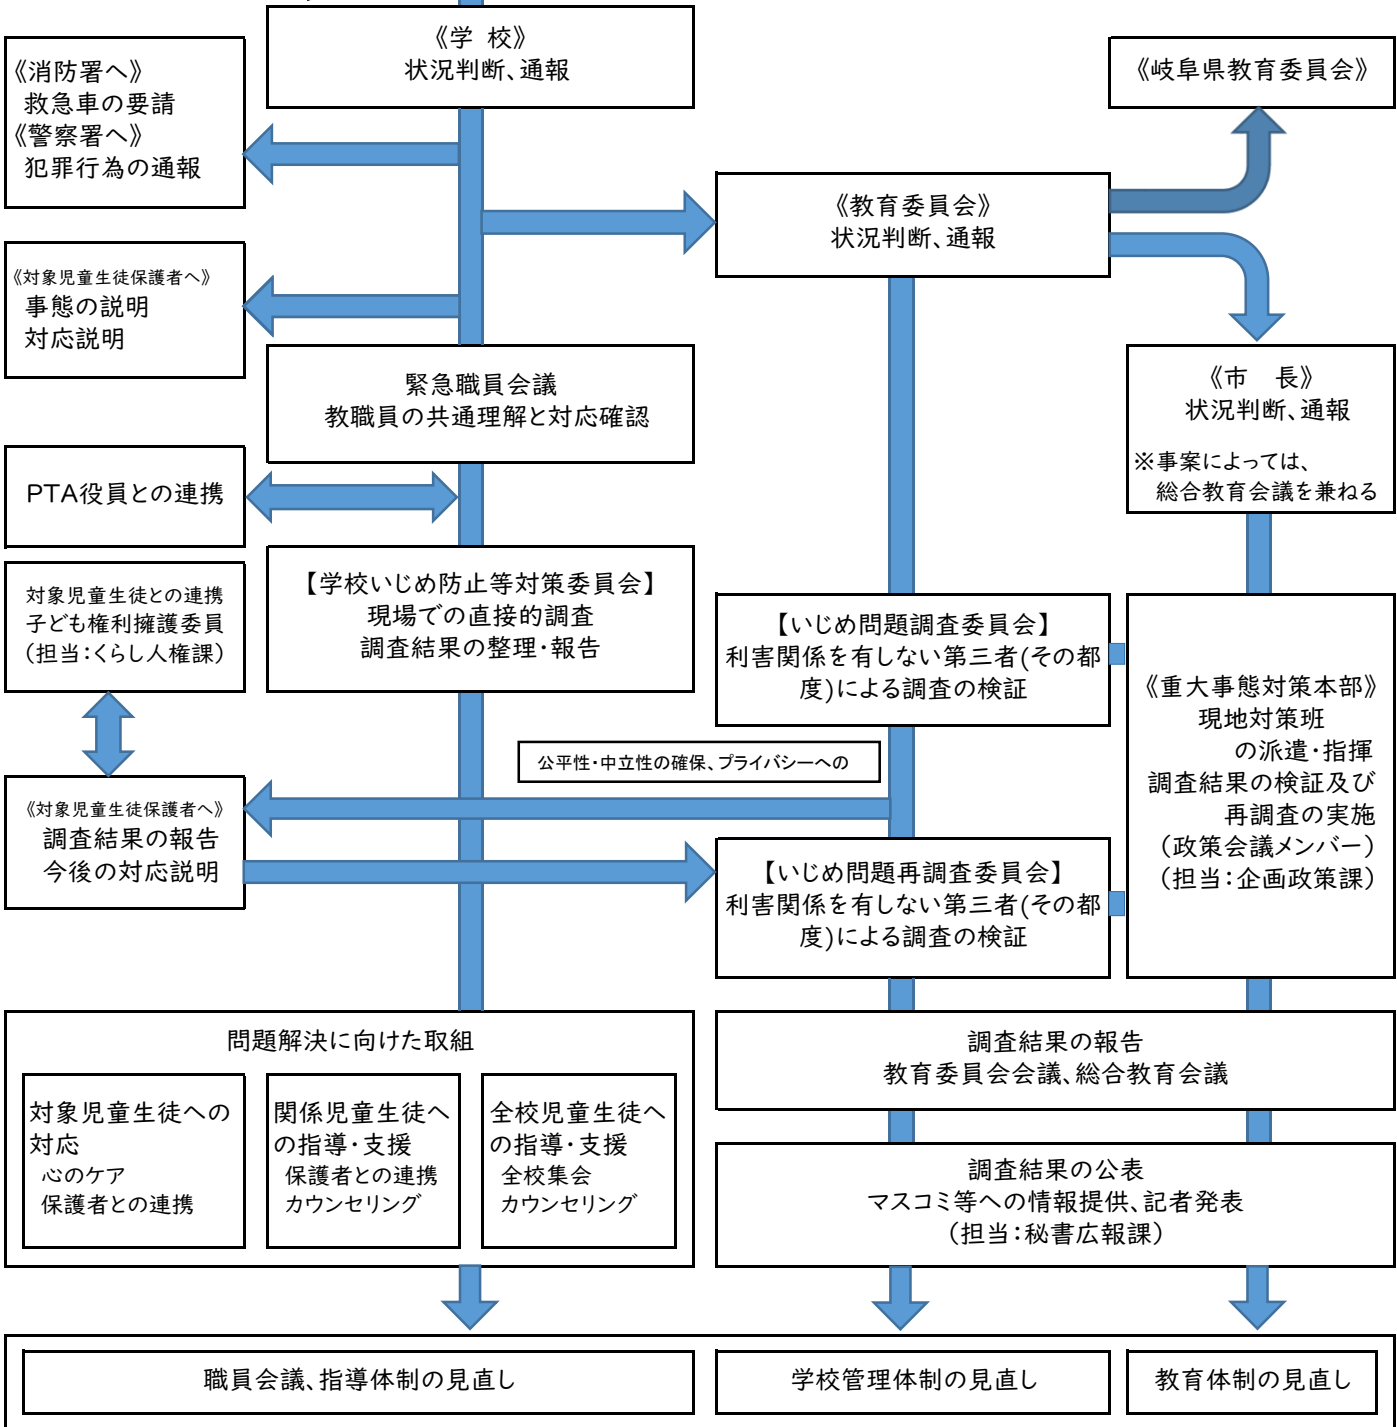 《学 校》
状況判断、通報
《消防署へ》
救急車の要請
《警察署へ》
犯罪行為の通報
《岐阜県教育委員会》
《教育委員会》
状況判断、通報
《対象児童生徒保護者へ》
事態の説明
対応説明
緊急職員会議
教職員の共通理解と対応確認
《市　長》
状況判断、通報
※事案によっては、
総合教育会議を兼ねる
PTA役員との連携
【学校いじめ防止等対策委員会】
現場での直接的調査
調査結果の整理・報告
対象児童生徒との連携
子ども権利擁護委員
(担当:くらし人権課)
【いじめ問題調査委員会】
利害関係を有しない第三者(その都
度)による調査の検証
《重大事態対策本部》
現地対策班
の派遣・指揮
調査結果の検証及び
再調査の実施
(政策会議メンバー)
(担当:企画政策課)
公平性・中立性の確保、プライバシーへの
《対象児童生徒保護者へ》
調査結果の報告
今後の対応説明
【いじめ問題再調査委員会】
利害関係を有しない第三者(その都
度)による調査の検証
問題解決に向けた取組
対象児童生徒への
対応
心のケア
保護者との連携
関係児童生徒へ
の指導・支援
保護者との連携
カウンセリング
全校児童生徒へ
の指導・支援
全校集会
カウンセリング
調査結果の報告
教育委員会会議、総合教育会議
調査結果の公表
マスコミ等への情報提供、記者発表
(担当:秘書広報課)
職員会議、指導体制の見直し
学校管理体制の見直し
教育体制の見直し